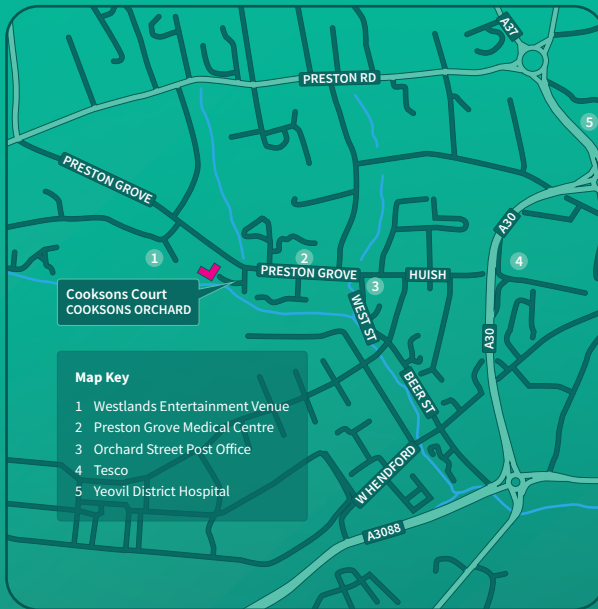 A37
PRESTON RD
5
PRESTON GROVE
A30
1
2
4
PRESTON GROVE
HUISH
3
Cooksons Court
COOKSONS ORCHARD
WEST ST
A30
Map Key
1 Westlands Entertainment Venue
2 Preston Grove Medical Centre
3 Orchard Street Post Office
4 Tesco
5 Yeovil District Hospital
BEER ST
W HENDFORD
A3088